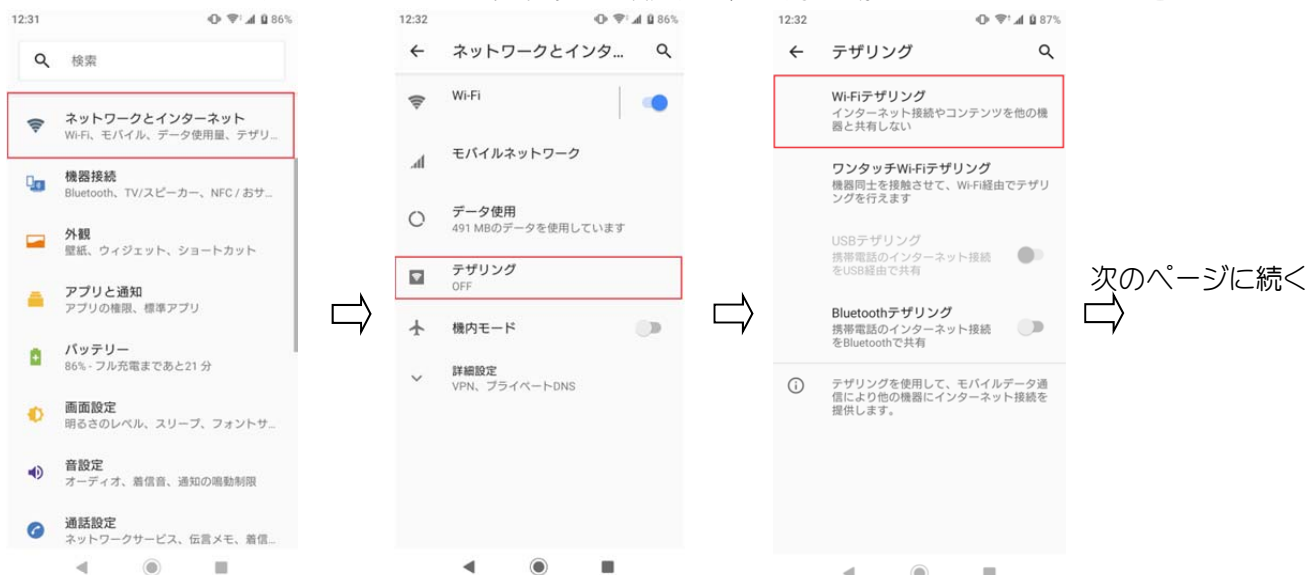 12:31
86%
検索
ネットワークとインターネット
Wi-Fi、モバイル、データ使用量、テザリ...
機器接続
Bluetooth、TV/スピーカー、NFC / おサ...
外観
壁紙、ウィジェット、ショートカット
アプリと通知
アプリの権限、標準アプリ
バッテリー
86% - フル充電まであと21 分
画面設定
明るさのレベル、スリープ、フォントサ...
音設定
オーディオ、着信音、通知の鳴動制限
通話設定
ネットワークサービス、伝言メモ、着信...
12:32
86%
ネットワークとインタ...
Wi-Fi
モバイルネットワーク
データ使用
491 MBのデータを使用しています
テザリング
OFF
機内モード
詳細設定
VPN、プライベートDNS
12:32
87%
テザリング
Wi-Fiテザリング
インターネット接続やコンテンツを他の機
器と共有しない
ワンタッチWi-Fiテザリング
機器同士を接触させて、Wi-Fi経由でテザリ
ングを行えます
USBテザリング
携帯電話のインターネット接続
をUSB経由で共有
Bluetoothテザリング
携帯電話のインターネット接続
をBluetoothで共有
テザリングを使用して、モバイルデータ通
信により他の機器にインターネット接続を
提供します。
次のページに続く